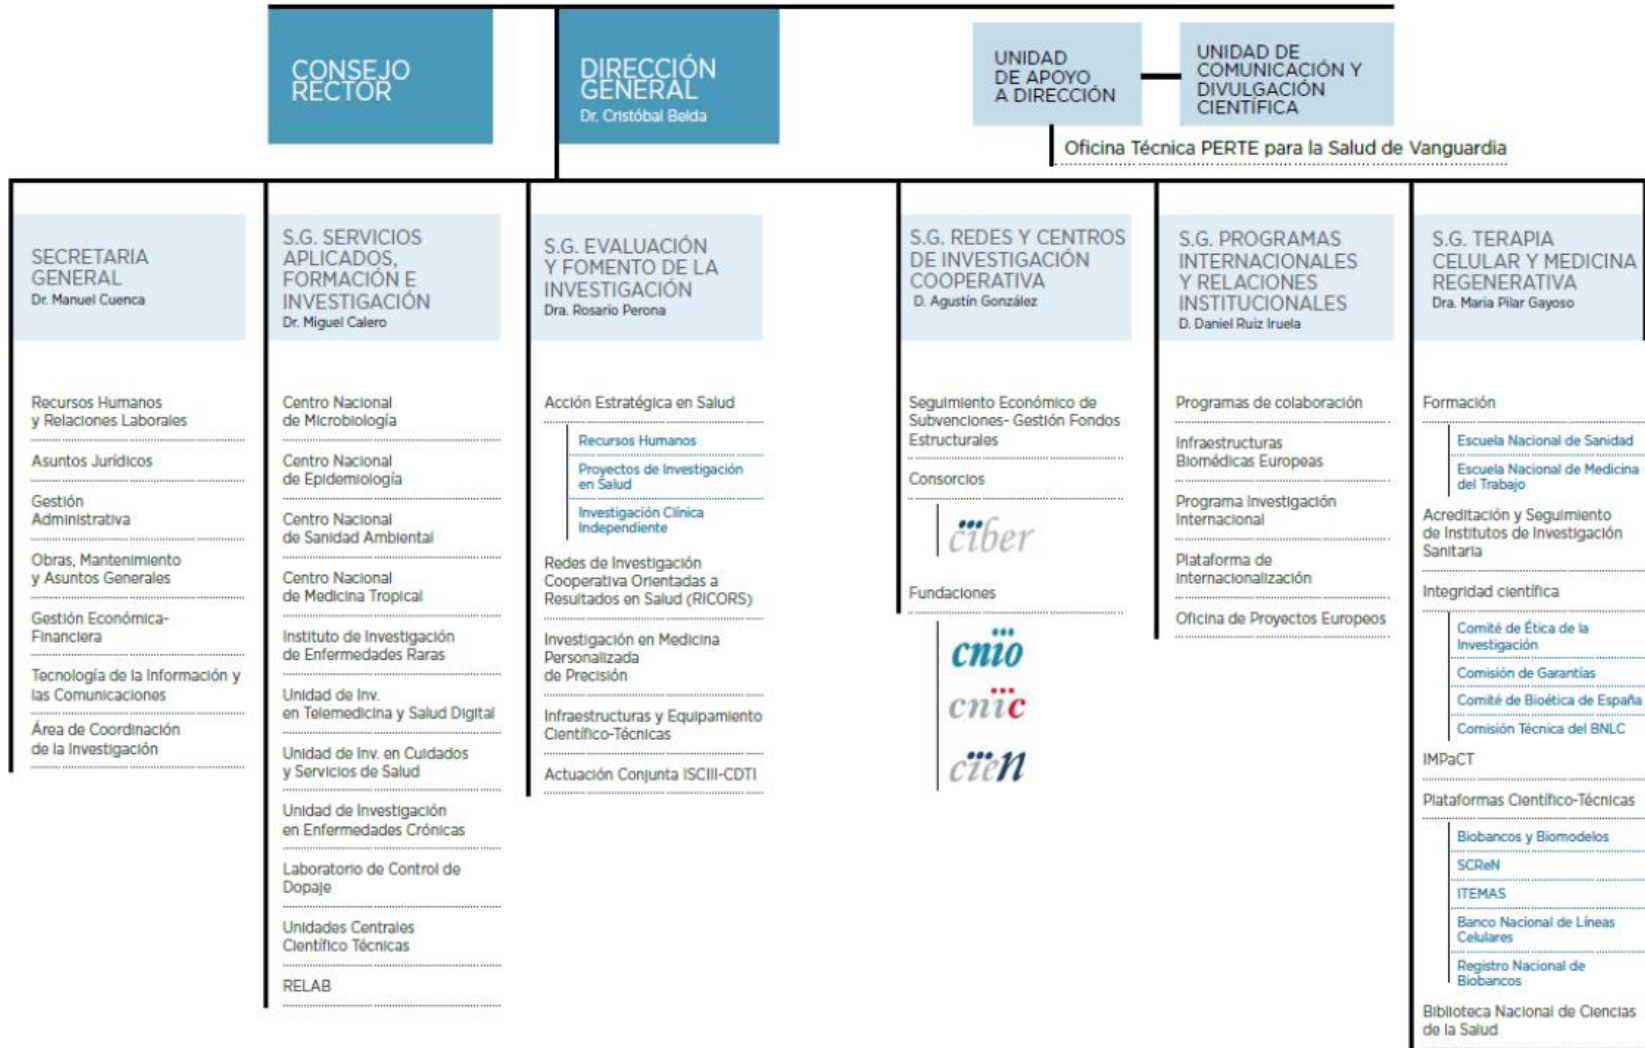 CONSEJO
RECTOR
DIRECCIÓN
GENERAL
Dr. Cristóbal Belda
UNIDAD
DE APOYO
A DIRECCIÓN
UNIDAD DE
COMUNICACIÓN Y
DIVULGACIÓN
CIENTÍFICA
Oficina Técnica PERTE para la Salud de Vanguardia
SECRETARIA
GENERAL
Dr. Manuel Cuenca
Recursos Humanos
y Relaciones Laborales
Asuntos Jurídicos
Gestión
Administrativa
Obras, Mantenimiento
y Asuntos Generales
Gestión Económica-
Financiera
Tecnología de la Información y
las Comunicaciones
Área de Coordinación
de la Investigación
S.G. SERVICIOS
APLICADOS,
FORMACIÓN E
INVESTIGACIÓN
Dr. Miguel Calero
Centro Nacional
de Microbiología
Centro Nacional
de Epidemiología
Centro Nacional
de Sanidad Ambiental
Centro Nacional
de Medicina Tropical
Instituto de Investigación
de Enfermedades Raras
Unidad de Inv.
en Telemedicina y Salud Digital
Unidad de Inv. en Cuidados
y Servicios de Salud
Unidad de Investigación
en Enfermedades Crónicas
Laboratorio de Control de
Dopaje
Unidades Centrales
Científico Técnicas
RELAB
S.G. EVALUACIÓN
Y FOMENTO DE LA
INVESTIGACIÓN
Dra. Rosario Perona
Acción Estratégica en Salud
Recursos Humanos
Proyectos de Investigación
en Salud
Investigación Clínica
Independiente
Redes de Investigación
Cooperativa Orientadas a
Resultados en Salud (RICORS)
Investigación en Medicina
Personalizada
de Precisión
Infraestructuras y Equipamiento
Científico-Técnicas
Actuación Conjunta ISCIII-CDTI
S.G. REDES Y CENTROS
DE INVESTIGACIÓN
COOPERATIVA
D. Agustín González
Seguimiento Económico de
Subvenciones- Gestión Fondos
Estructurales
Consorcios
ciber
Fundaciones
cnio
cnic
cien
S.G. PROGRAMAS
INTERNACIONALES
Y RELACIONES
INSTITUCIONALES
D. Daniel Ruiz Iruela
Programas de colaboración
Infraestructuras
Biomédicas Europeas
Programa Investigación
Internacional
Plataforma de
Internacionalización
Oficina de Proyectos Europeos
S.G. TERAPIA
CELULAR Y MEDICINA
REGENERATIVA
Dra. Maria Pilar Gayoso
Formación
Escuela Nacional de Sanidad
Escuela Nacional de Medicina
del Trabajo
Acreditación y Seguimiento
de Institutos de Investigación
Sanitaria
Integridad científica
Comité de Ética de la
Investigación
Comisión de Garantías
Comité de Bioética de España
Comisión Técnica del BNLC
IMPaCT
Plataformas Científico-Técnicas
Biobancos y Biomodelos
SCReN
ITEMAS
Banco Nacional de Líneas
Celulares
Registro Nacional de
Biobancos
Biblioteca Nacional de Ciencias
de la Salud